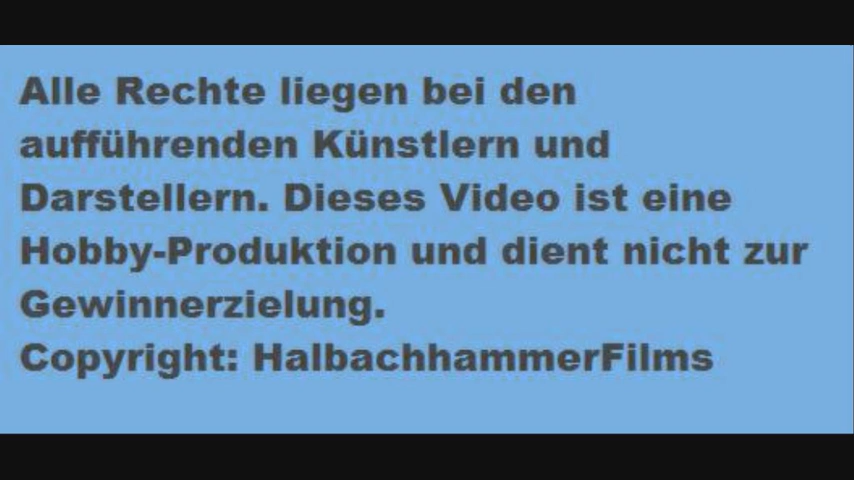 Alle Rechte liegen bei den
aufführenden Künstlern und
Darstellern. Dieses Video ist eine
Hobby-Produktion und dient nicht zur
Gewinnerzielung.
Copyright: HalbachhammerFilms